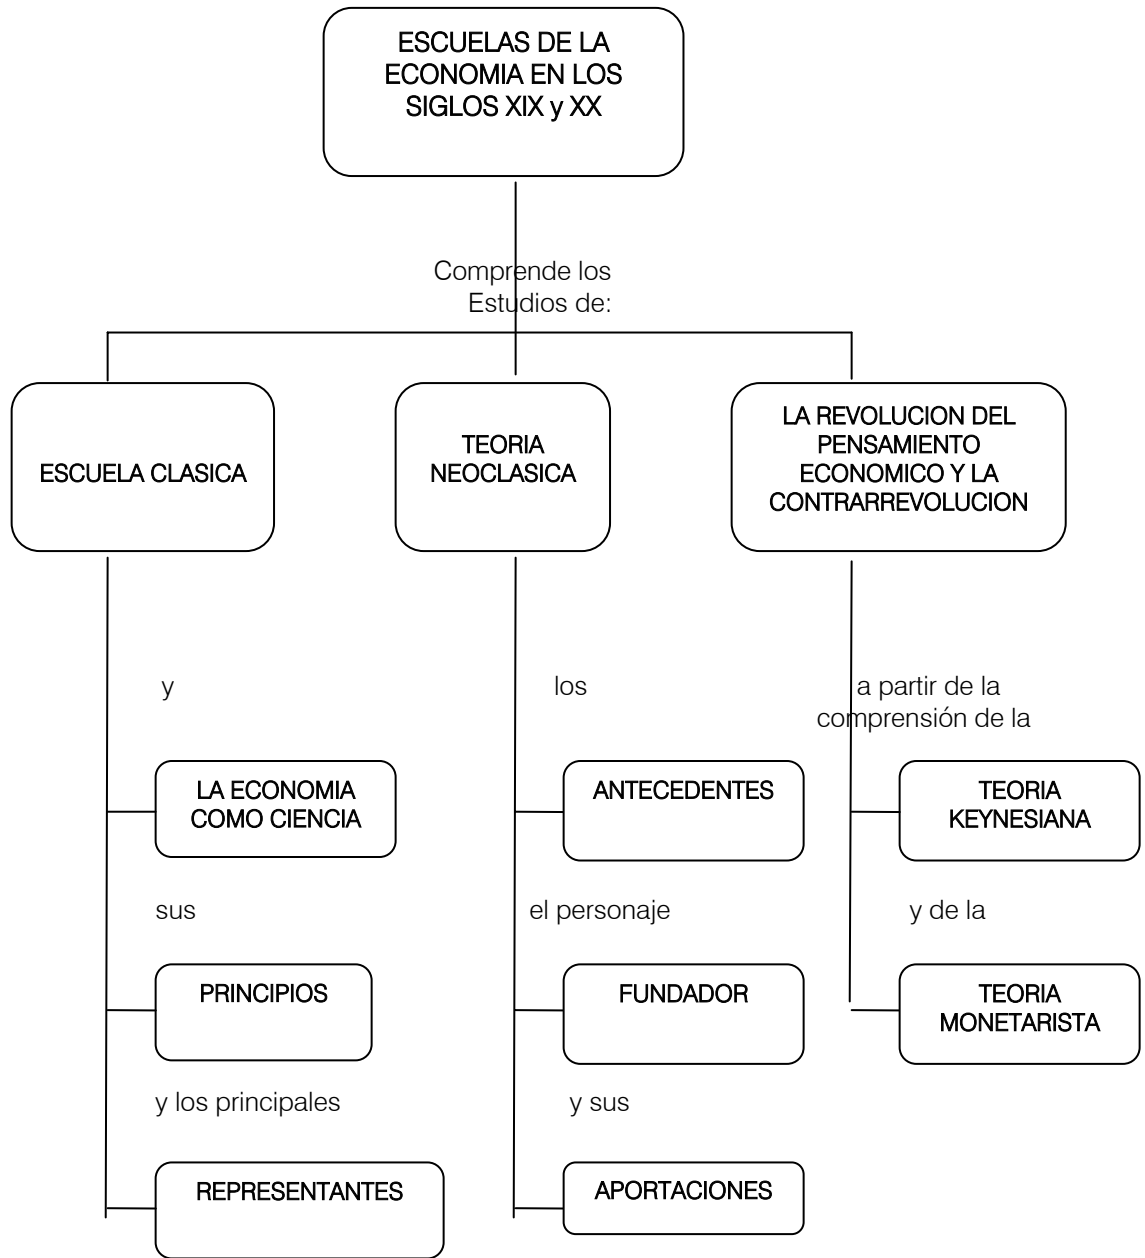 ESCUELAS DE LA
ECONOMIA EN LOS
SIGLOS XIX y XX
Comprende los
Estudios de:
ESCUELA CLASICA
TEORIA
NEOCLASICA
LA REVOLUCION DEL
PENSAMIENTO
ECONOMICO Y LA
CONTRARREVOLUCION
y
los
a partir de la
comprensión de la
LA ECONOMIA
COMO CIENCIA
ANTECEDENTES
TEORIA
KEYNESIANA
sus
el personaje
y de la
PRINCIPIOS
FUNDADOR
TEORIA
MONETARISTA
y los principales
y sus
REPRESENTANTES
APORTACIONES